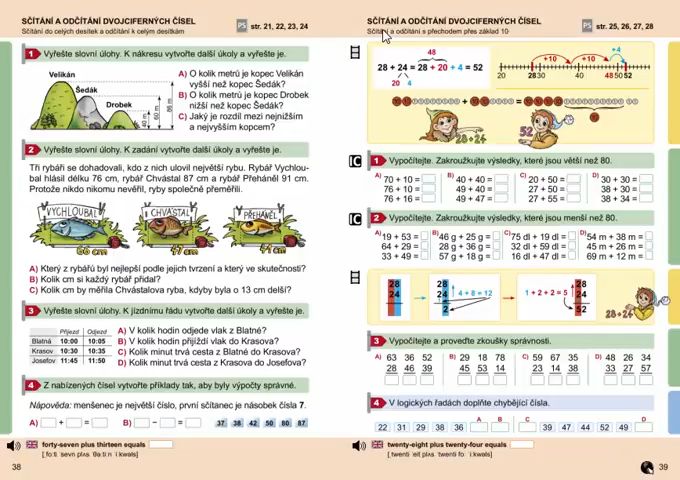 SČÍTÁNÍ A ODČÍTÁNÍ DVOJCIFERNÝCH ČÍSEL
Sčítání do celých desítek a odčítání k celým desítkám
PS str. 21, 22, 23, 24
1 Vyřešte slovní úlohy. K nákresu vytvořte další úkoly a vyřešte je.
Velikán
Šedák
Drobek
40 m
60 m
86 m
A) O kolik metrů je kopec Velikán
vyšší než kopec Šedák?
B) O kolik metrů je kopec Drobek
nižší než kopec Šedák?
C) Jaký je rozdíl mezi nejnižším
a nejvyšším kopcem?
2 Vyřešte slovní úlohy. K zadání vytvořte další úkoly a vyřešte je.
Tři rybáři se dohadovali, kdo z nich ulovil největší rybu. Rybář Vychlou-
bal hlásil délku 76 cm, rybář Chvástal 87 cm a rybář Přeháněl 91 cm.
Protože nikdo nikomu nevěřil, ryby společně přeměřili.
VYCHLOUBAL
CHVÁSTAL
PŘEHÁNĚL
66 cm
47 cm
41 cm
A) Který z rybářů byl nejlepší podle jejich tvrzení a který ve skutečnosti?
B) Kolik cm si každý rybář přidal?
C) Kolik cm by měřila Chvástalova ryba, kdyby byla o 13 cm delší?
3 Vyřešte slovní úlohy. K jízdnímu řádu vytvořte další úkoly a vyřešte je.
Příjezd Odjezd
Blatná 10:00 10:05
Krasov 10:30 10:35
Josefov 11:45 11:50
A) V kolik hodin odjede vlak z Blatné?
B) V kolik hodin přijíždí vlak do Krasova?
C) Kolik minut trvá cesta z Blatné do Krasova?
D) Kolik minut trvá cesta z Krasova do Josefova?
4 Z nabízených čísel vytvořte příklady tak, aby byly výpočty správné.
Nápověda: menšenec je největší číslo, první sčítanec je násobek čísla 7.
A) + = B) − = 37 38 42 50 80 87
forty-seven plus thirteen equals
38
SČÍTÁNÍ A ODČÍTÁNÍ DVOJCIFERNÝCH ČÍSEL
Sčítání a odčítání s přechodem přes základ 10
PS str. 25, 26, 27, 28
48
28 + 24 = 28 + 20 + 4 = 52
20 4
+10 +10 +4
20 28 30 40 48 50 52
28+24
52
1 Vypočítejte. Zakroužkujte výsledky, které jsou větší než 80.
A) 70 + 10 = B) 40 + 40 = C) 20 + 50 = D) 30 + 30 =
76 + 10 = 49 + 40 = 27 + 50 = 38 + 30 =
76 + 16 = 49 + 47 = 27 + 55 = 38 + 34 =
2 Vypočítejte. Zakroužkujte výsledky, které jsou menší než 80.
A) 19 + 53 = B) 46 g + 25 g = C) 75 dl + 19 dl = D) 54 m + 38 m =
64 + 29 = 28 g + 36 g = 32 dl + 59 dl = 45 m + 26 m =
33 + 49 = 57 g + 18 g = 16 dl + 47 dl = 69 m + 12 m =
28
24
4 + 8 = 12
28
24
2
1 + 2 + 2 = 5
28
24
52
28+24
3 Vypočítejte a proveďte zkoušky správnosti.
A) 63 36 52 B) 29 18 78 C) 59 67 35 D) 48 26 34
28 46 39 45 53 14 23 14 38 33 27 57
4 V logických řadách doplňte chybějící čísla.
A B C D
22 31 29 38 36 39 47 44 52 49
twenty-eight plus twenty-four equals
39